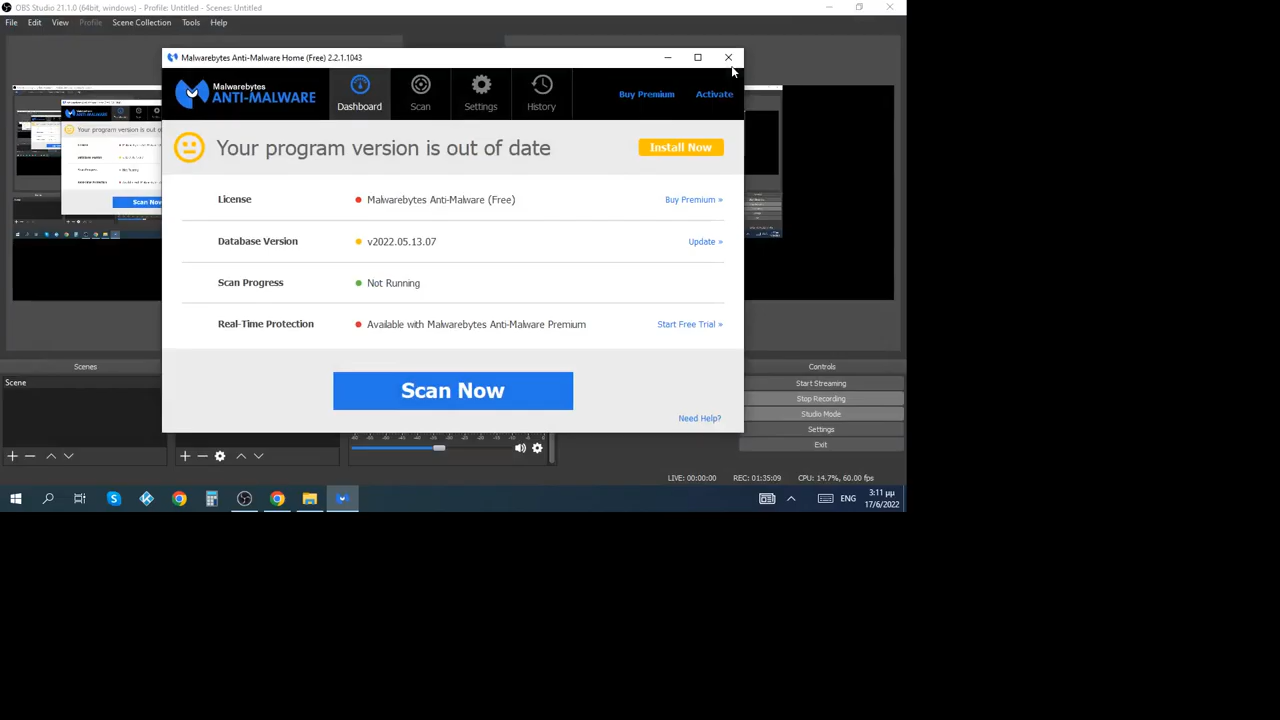 OBS Studio 21.1.0 (64bit, windows) - Profile: Untitled - Scenes: Untitled
File Edit View Profile Scene Collection Tools Help
Malwarebytes Anti-Malware Home (Free) 2.2.1.1043
Malwarebytes
ANTI-MALWARE
Dashboard Scan Settings History Buy Premium Activate
Your program version is out of date Install Now
License Malwarebytes Anti-Malware (Free) Buy Premium »
Database Version v2022.05.13.07 Update »
Scan Progress Not Running
Real-Time Protection Available with Malwarebytes Anti-Malware Premium Start Free Trial »
Scan Now
Need Help?
Scenes
Scene
Controls
Start Streaming
Stop Recording
Studio Mode
Settings
Exit
LIVE: 00:00:00 REC: 01:35:09 CPU: 14.7%, 60.00 fps
ENG
3:11 μμ
17/6/2022